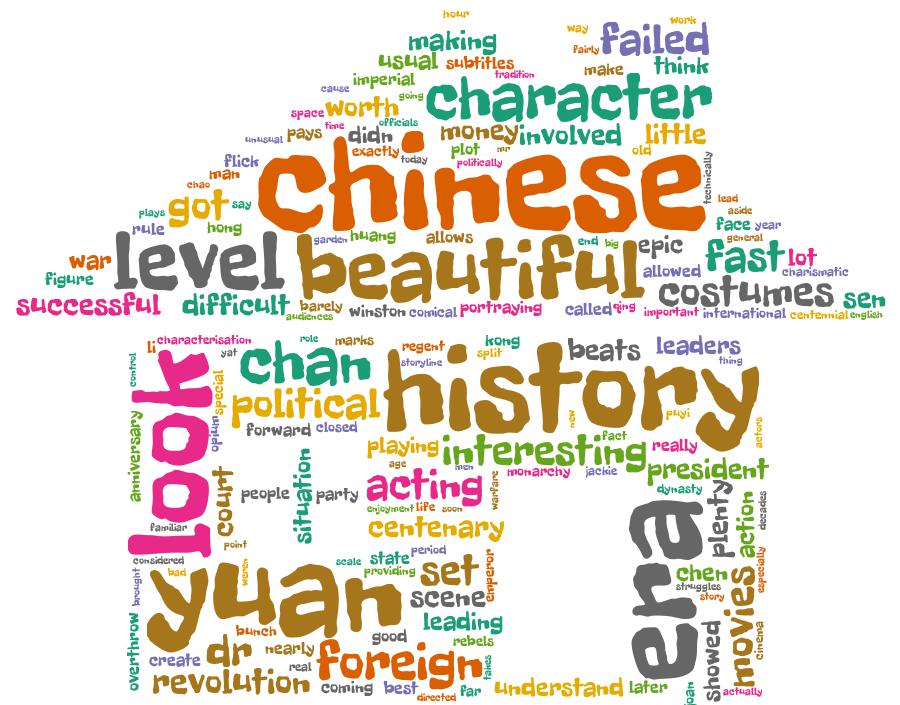 hour
way work
making failed
fairly
usual subtitles make think
imperial tradition
cause going character
space worth
time officials
unusual pays didn money involved little
exactly plot mr old
today politically technically
flick chinese
man
chao lead
plays got say aside
rule hong face year
garden huang allows end big general
war level beautiful epic fast lot
figure allowed charismatic
successful difficult costumes sen
barely winston comical portraying called qing important international centennial english
audiences
li characterisation role marks regent kong beats leaders
yat split thing
control chan storyline
look special political history
puyi
new actors
opium forward closed
anniversary playing interesting fact really
age men monarchy jackie president
court people situation party acting warfare dynasty
enjoyment life soon plenty action decades
familiar centenary era
point
considered period
bad weren scale state
brought yuan providing set emperor chen especially
struggles
scene story movies
overthrow leading
bunch good rebels showed cinema
create dr nearly
real foreign takes
revolution coming best far understand later joan actually
directed